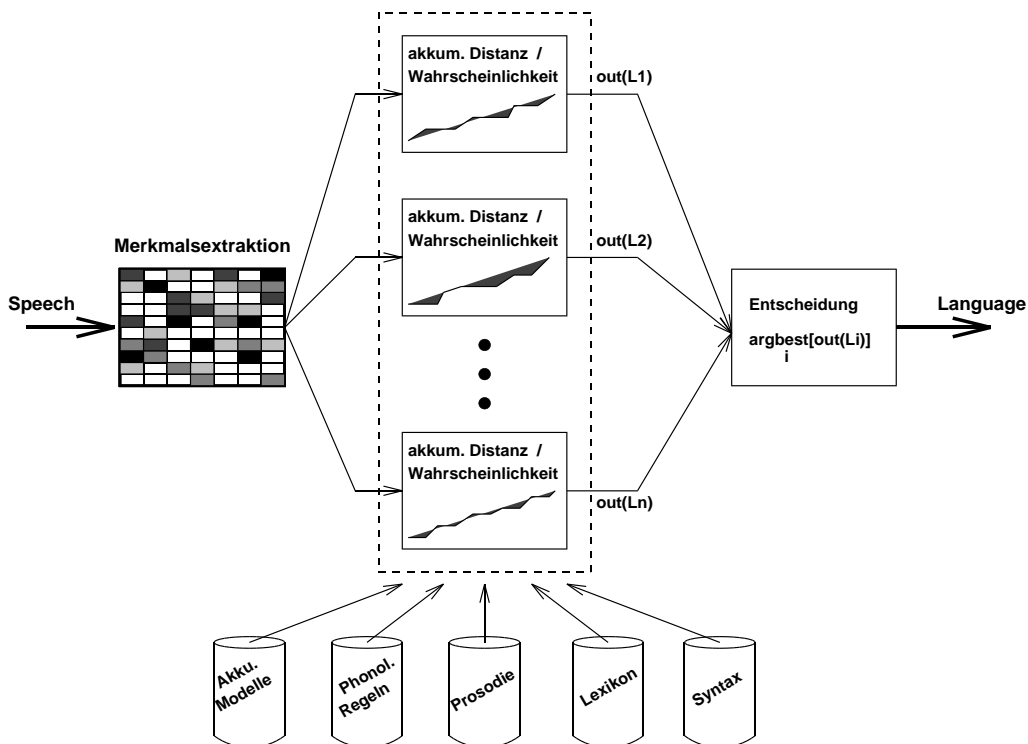 akkum. Distanz /
Wahrscheinlichkeit
out(L1)
akkum. Distanz /
Wahrscheinlichkeit
out(L2)
Merkmalsextraktion
Speech
Entscheidung
argbest[out(Li)]
i
Language
akkum. Distanz /
Wahrscheinlichkeit
out(Ln)
Akku.
Modelle
Phonol.
Regeln
Prosodie
Lexikon
Syntax